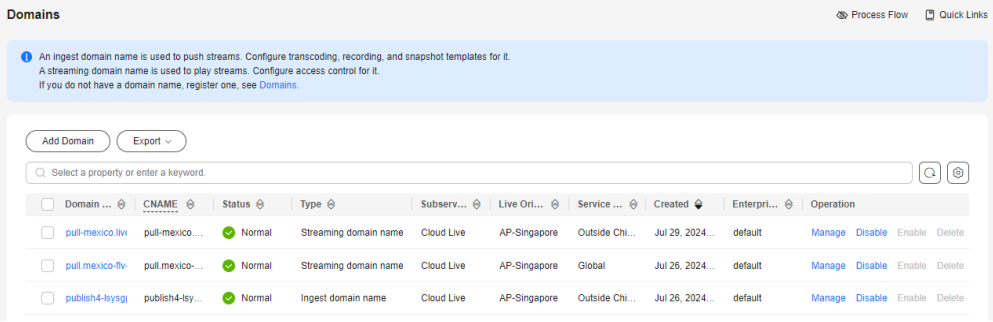 Domains
Process Flow
Quick Links
An ingest domain name is used to push streams. Configure transcoding, recording, and snapshot templates for it.
A streaming domain name is used to play streams. Configure access control for it.
If you do not have a domain name, register one, see Domains.
Add Domain
Export
Select a property or enter a keyword.
Domain ... CNAME Status Type Subserv... Live Ori... Service ... Created Enterpri... Operation
pull-mexico.live pull-mexico.... Normal Streaming domain name Cloud Live AP-Singapore Outside Chi... Jul 29, 2024... default Manage Disable Enable Delete
pull.mexico-flv- pull.mexico-... Normal Streaming domain name Cloud Live AP-Singapore Global Jul 26, 2024... default Manage Disable Enable Delete
publish4-lsysgp publish4-lsy... Normal Ingest domain name Cloud Live AP-Singapore Outside Chi... Jul 26, 2024... default Manage Disable Enable Delete